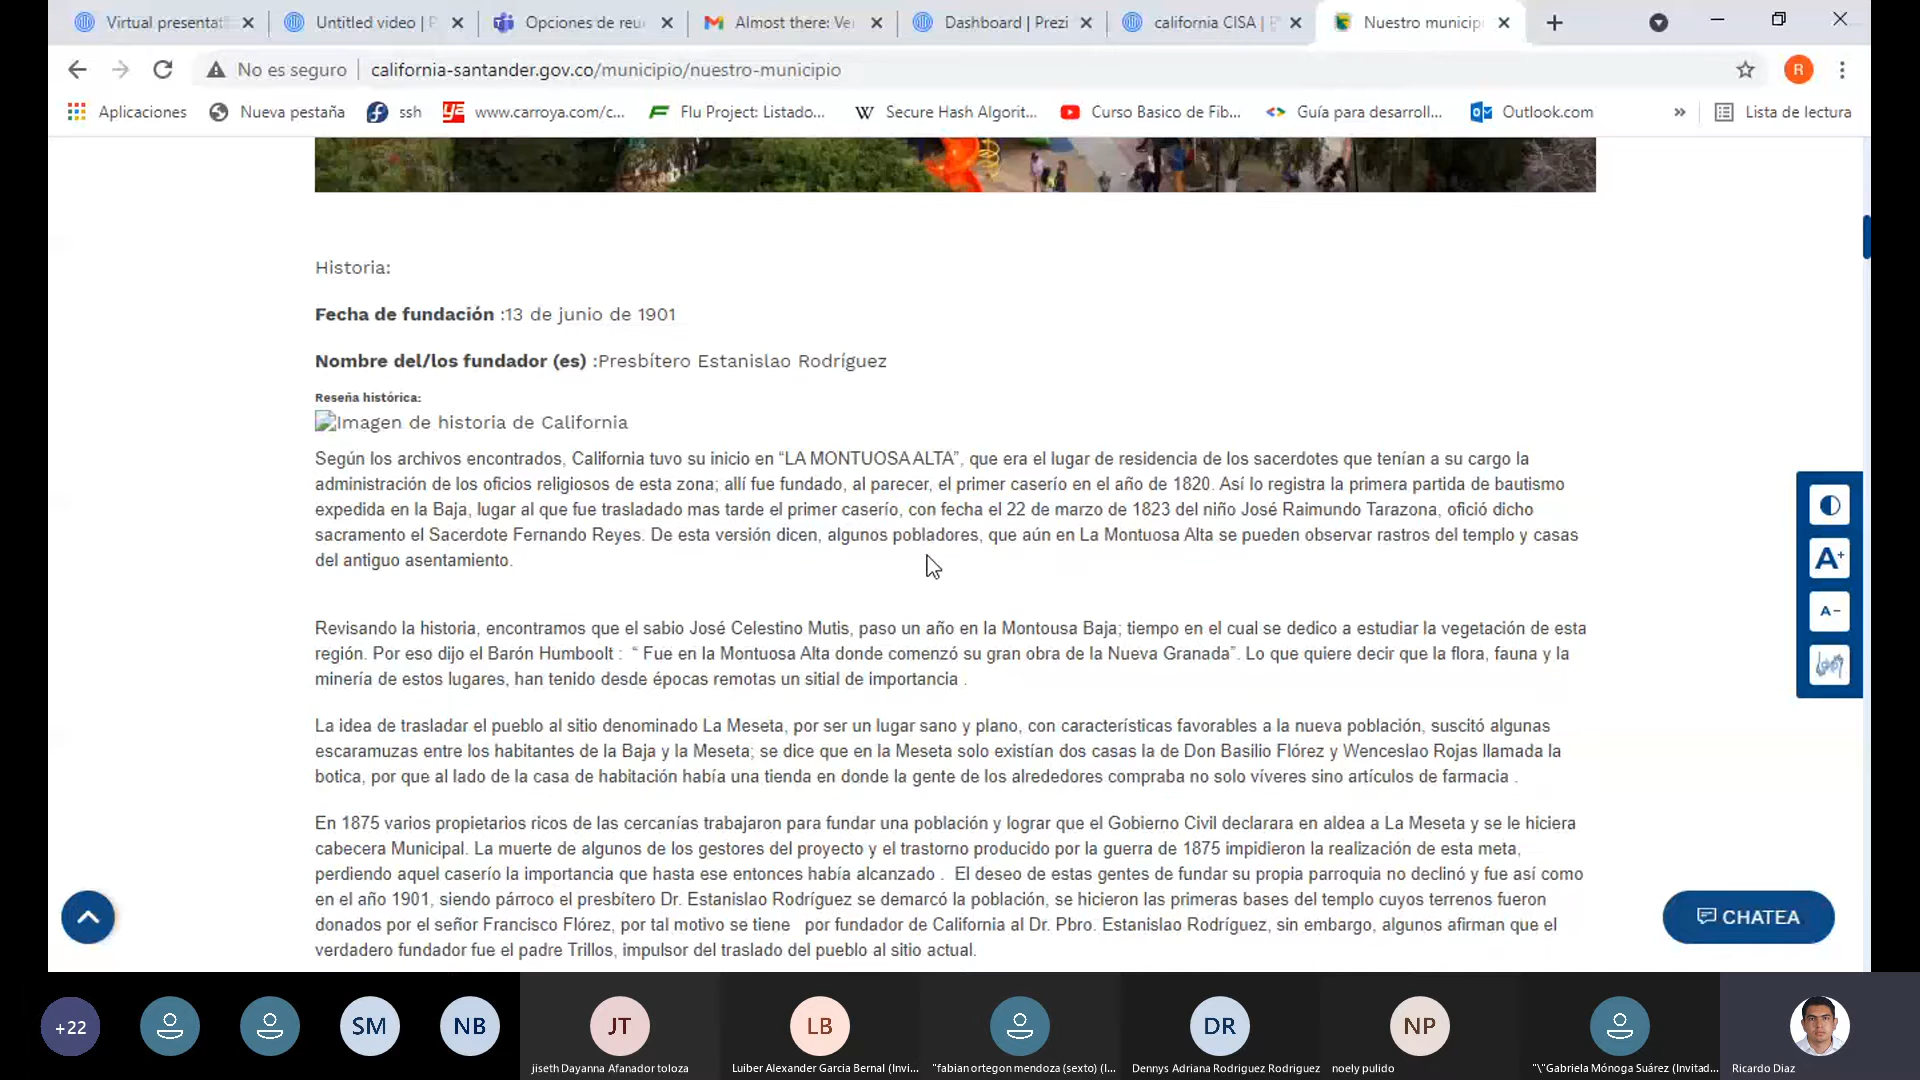 Virtual presentat
Untitled video | P
Opciones de reu
Almost there: Ve
Dashboard | Prezi
california CISA |
Nuestro municip
No es seguro
california-santander.gov.co/municipio/nuestro-municipio
R
Aplicaciones
Nueva pestaña
ssh
www.carroya.com/c...
Flu Project: Listado...
Secure Hash Algorit...
Curso Basico de Fib...
Guía para desarroll...
Outlook.com
»
Lista de lectura
Historia:
Fecha de fundación :13 de junio de 1901
Nombre del/los fundador (es) :Presbítero Estanislao Rodríguez
Reseña histórica:
Imagen de historia de California
Según los archivos encontrados, California tuvo su inicio en “LA MONTUOSA ALTA”, que era el lugar de residencia de los sacerdotes que tenían a su cargo la
administración de los oficios religiosos de esta zona; allí fue fundado, al parecer, el primer caserío en el año de 1820. Así lo registra la primera partida de bautismo
expedida en la Baja, lugar al que fue trasladado mas tarde el primer caserío, con fecha el 22 de marzo de 1823 del niño José Raimundo Tarazona, ofició dicho
sacramento el Sacerdote Fernando Reyes. De esta versión dicen, algunos pobladores, que aún en La Montuosa Alta se pueden observar rastros del templo y casas
del antiguo asentamiento.
Revisando la historia, encontramos que el sabio José Celestino Mutis, paso un año en la Montousa Baja; tiempo en el cual se dedico a estudiar la vegetación de esta
región. Por eso dijo el Barón Humboolt : “ Fue en la Montuosa Alta donde comenzó su gran obra de la Nueva Granada”. Lo que quiere decir que la flora, fauna y la
minería de estos lugares, han tenido desde épocas remotas un sitial de importancia .
La idea de trasladar el pueblo al sitio denominado La Meseta, por ser un lugar sano y plano, con características favorables a la nueva población, suscitó algunas
escaramuzas entre los habitantes de la Baja y la Meseta; se dice que en la Meseta solo existían dos casas la de Don Basilio Flórez y Wenceslao Rojas llamada la
botica, por que al lado de la casa de habitación había una tienda en donde la gente de los alrededores compraba no solo víveres sino artículos de farmacia .
En 1875 varios propietarios ricos de las cercanías trabajaron para fundar una población y lograr que el Gobierno Civil declarara en aldea a La Meseta y se le hiciera
cabecera Municipal. La muerte de algunos de los gestores del proyecto y el trastorno producido por la guerra de 1875 impidieron la realización de esta meta,
perdiendo aquel caserío la importancia que hasta ese entonces había alcanzado . El deseo de estas gentes de fundar su propia parroquia no declinó y fue así como
en el año 1901, siendo párroco el presbítero Dr. Estanislao Rodríguez se demarcó la población, se hicieron las primeras bases del templo cuyos terrenos fueron
donados por el señor Francisco Flórez, por tal motivo se tiene por fundador de California al Dr. Pbro. Estanislao Rodríguez, sin embargo, algunos afirman que el
verdadero fundador fue el padre Trillos, impulsor del traslado del pueblo al sitio actual.
A+
A-
CHATEA
+22
SM
NB
JT
LB
DR
NP
jiseth Dayanna Afanador toloza
Luiber Alexander Garcia Bernal (Invi...
"fabian ortegon mendoza (sexto) (I...
Dennys Adriana Rodriguez Rodriguez
noely pulido
"\"Gabriela Mónoga Suárez (Invitad...
Ricardo Diaz